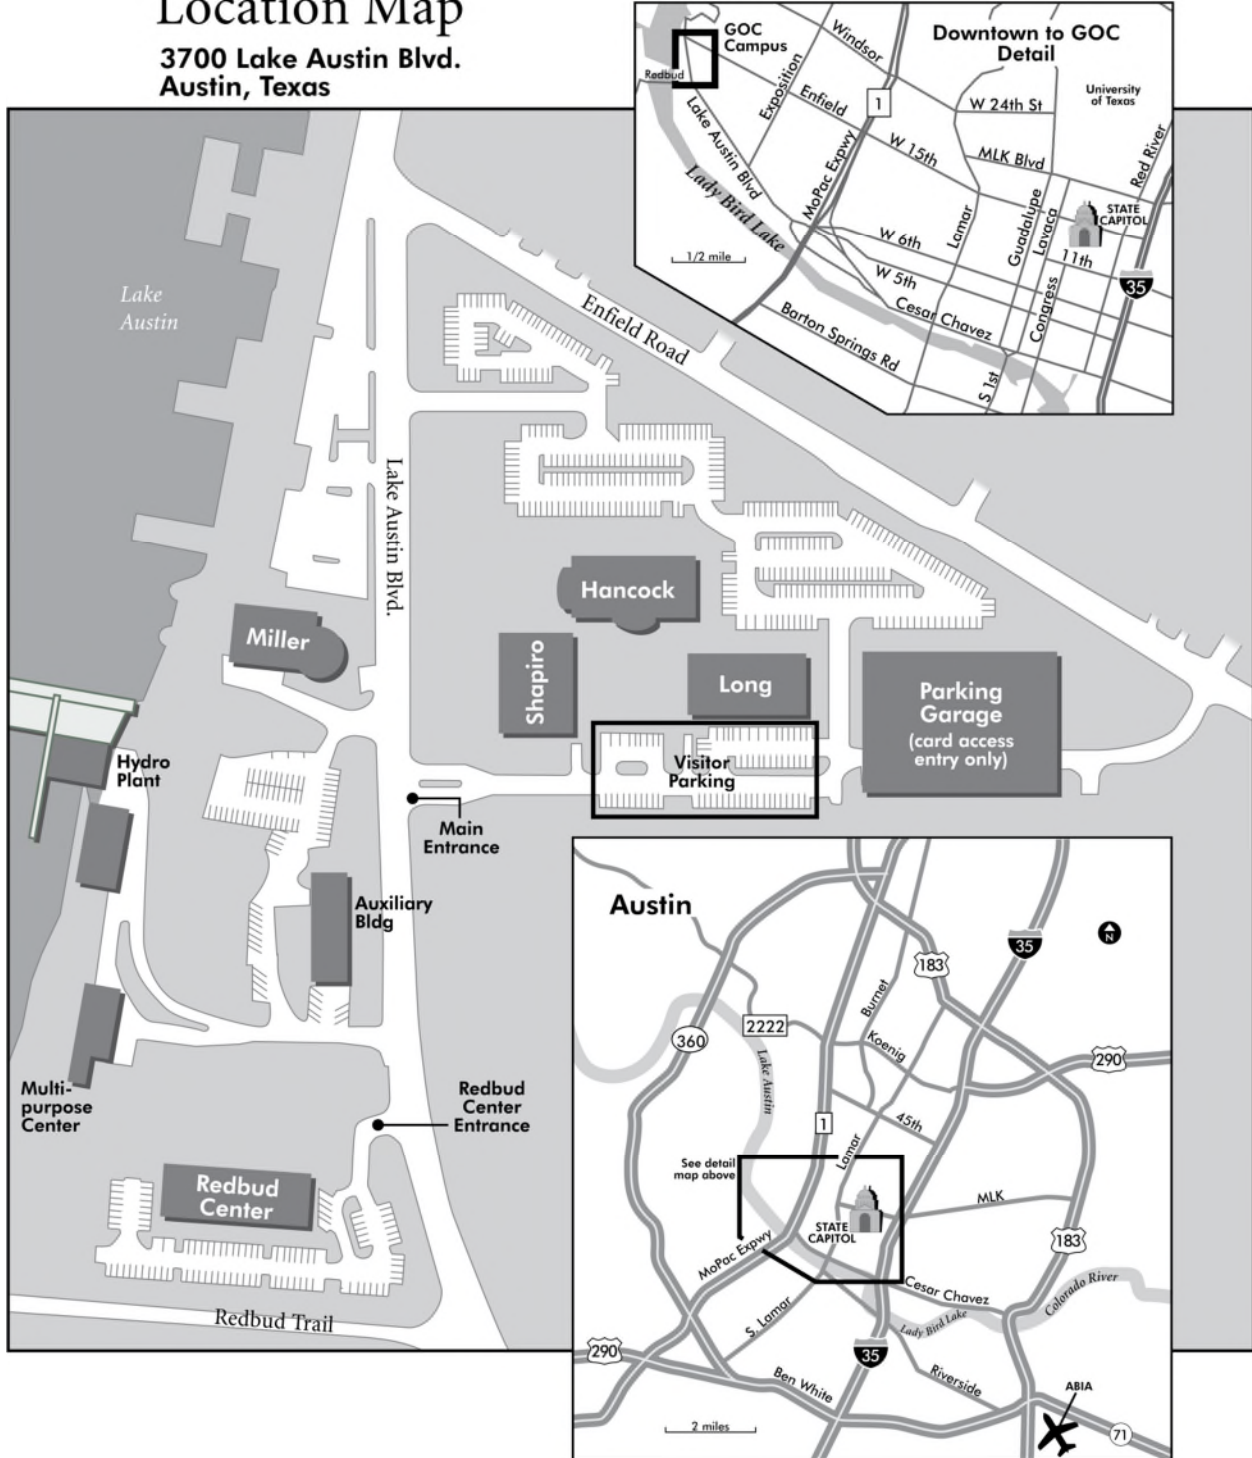 Location Map
3700 Lake Austin Blvd.
Austin, Texas
Downtown to GOC
Detail
GOC
Campus
Redbud
Windsor
Exposition
Enfield
1
W 24th St
University
of Texas
Lake Austin Blvd
MoPac Expwy
W 15th
MLK Blvd
Red River
Lady Bird Lake
Lamar
Guadalupe
Lavaca
STATE
CAPITOL
W 6th
11th
1/2 mile
W 5th
35
Cesar Chavez
Congress
Barton Springs Rd
S 1st
Lake
Austin
Enfield Road
Lake Austin Blvd.
Hancock
Miller
Shapiro
Long
Parking
Garage
(card access
entry only)
Visitor
Parking
Hydro
Plant
Main
Entrance
Auxiliary
Bldg
Multi-
purpose
Center
Redbud
Center
Entrance
Redbud
Center
Redbud Trail
Austin
N
35
183
Burnet
2222
360
Koenig
290
Lake Austin
1
45th
Lamar
See detail
map above
MLK
STATE
CAPITOL
183
MoPac Expwy
Cesar Chavez
Colorado River
S. Lamar
Lady Bird Lake
290
35
Ben White
Riverside
ABIA
2 miles
71